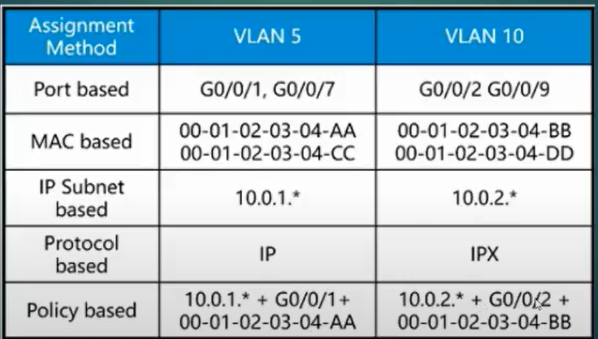 Assignment Method VLAN 5 VLAN 10
Port based G0/0/1, G0/0/7 G0/0/2 G0/0/9
MAC based 00-01-02-03-04-AA 00-01-02-03-04-BB
00-01-02-03-04-CC 00-01-02-03-04-DD
IP Subnet based 10.0.1.* 10.0.2.*
Protocol based IP IPX
Policy based 10.0.1.* + G0/0/1+ 10.0.2.* + G0/0/2 +
00-01-02-03-04-AA 00-01-02-03-04-BB